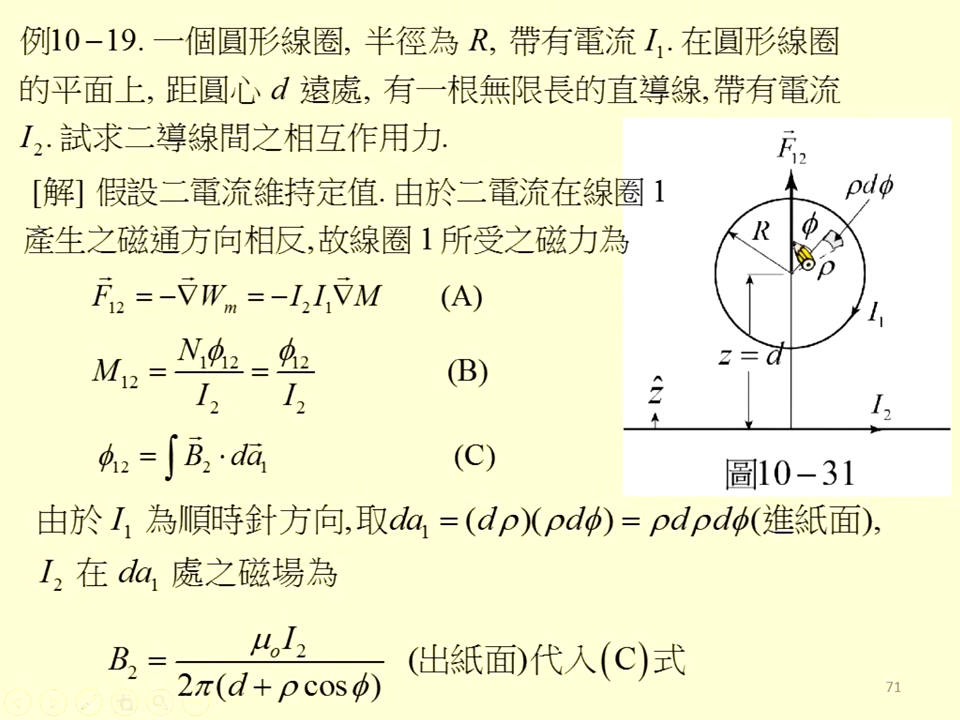 例10－19. 一個圓形線圈, 半徑為 R, 帶有電流 I₁. 在圓形線圈
的平面上, 距圓心 d 遠處, 有一根無限長的直導線,帶有電流
I₂. 試求二導線間之相互作用力.
[解] 假設二電流維持定值. 由於二電流在線圈 1
產生之磁通方向相反,故線圈 1 所受之磁力為
F⃗₁₂ = −∇⃗Wₘ = −I₂I₁∇⃗M (A)
M₁₂ = N₁ϕ₁₂/I₂ = ϕ₁₂/I₂ (B)
ϕ₁₂ = ∫ B⃗₂ · da⃗₁ (C)
F⃗₁₂
ρdϕ
R
ϕ
ρ
I₁
z = d
ẑ
I₂
圖10－31
由於 I₁ 為順時針方向,取da₁ = (dρ)(ρdϕ) = ρdρdϕ(進紙面),
I₂ 在 da₁ 處之磁場為
B₂ = μₒI₂/2π(d + ρcosϕ) (出紙面)代入(C)式
71